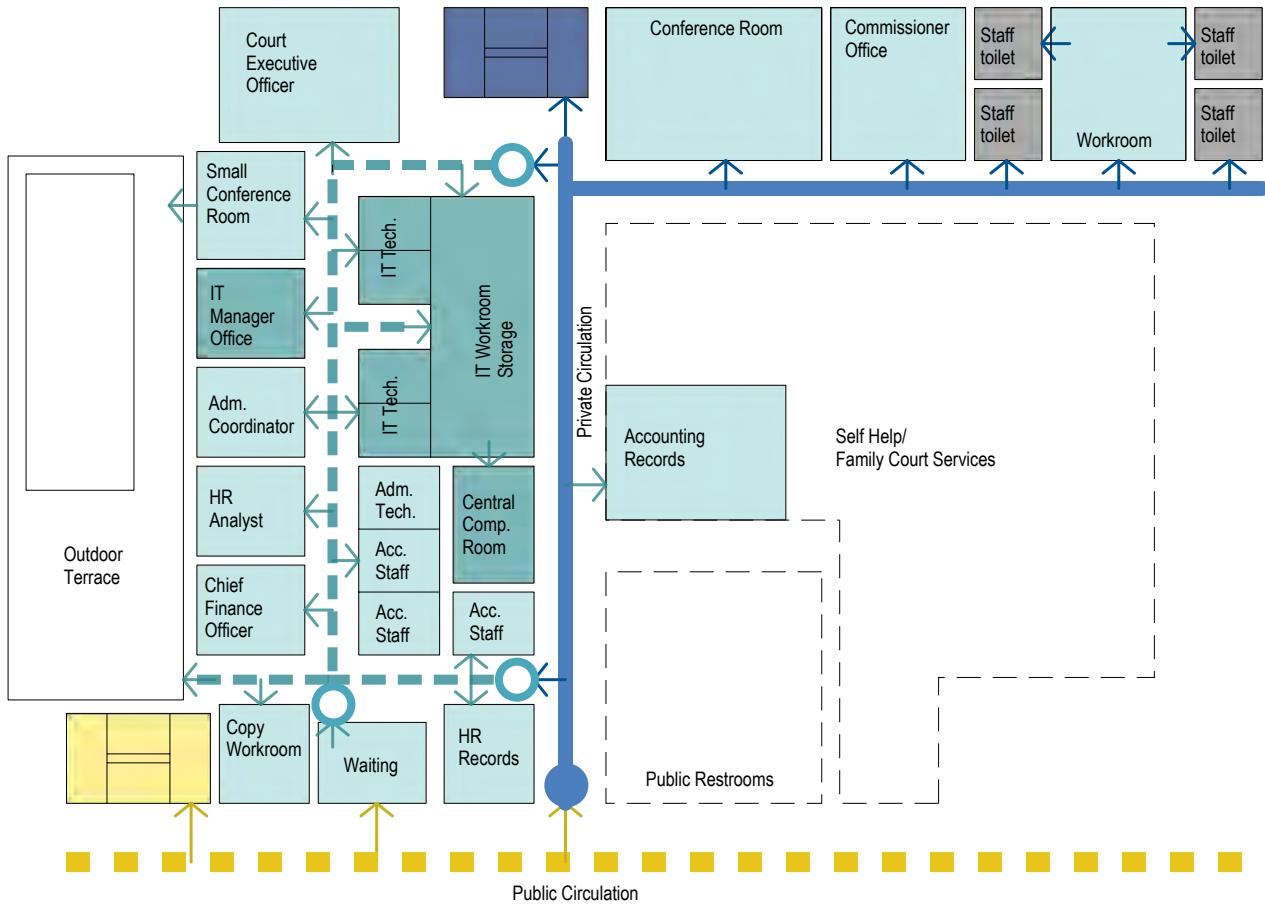 Court
Executive
Officer
Conference Room
Commissioner
Office
Staff
toilet
Staff
toilet
Workroom
Staff
toilet
Staff
toilet
Small
Conference
Room
IT
Manager
Office
Adm.
Coordinator
HR
Analyst
Chief
Finance
Officer
Outdoor
Terrace
IT Tech.
IT Tech.
IT Workroom
Storage
Adm.
Tech.
Acc.
Staff
Acc.
Staff
Central
Comp.
Room
Acc.
Staff
Private Circulation
Accounting
Records
Self Help/
Family Court Services
Copy
Workroom
Waiting
HR
Records
Public Restrooms
Public Circulation